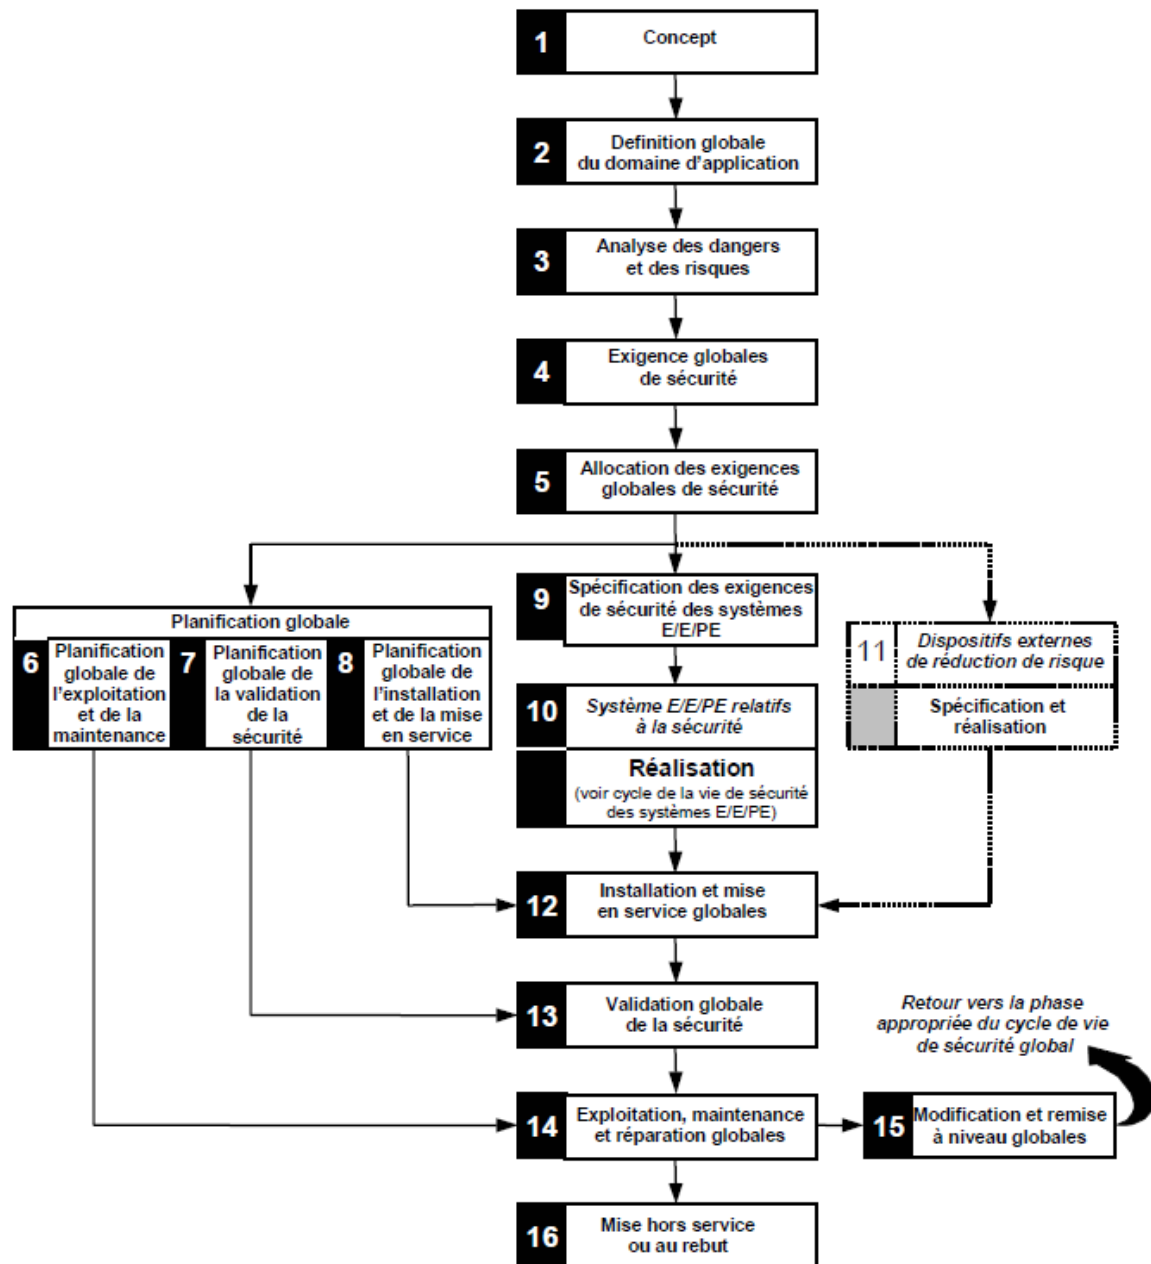 1
Concept
2
Definition globale
du domaine d'application
3
Analyse des dangers
et des risques
4
Exigence globales
de sécurité
5
Allocation des exigences
globales de sécurité
Planification globale
6
Planification
globale de
l'exploitation
et de la
maintenance
7
Planification
globale de
la validation
de la
sécurité
8
Planification
globale de
l'installation
et de la mise
en service
9
Spécification des exigences
de sécurité des systèmes
E/E/PE
10
Système E/E/PE relatifs
à la sécurité
Réalisation
(voir cycle de la vie de sécurité
des systèmes E/E/PE)
11
Dispositifs externes
de réduction de risque
Spécification et
réalisation
12
Installation et mise
en service globales
13
Validation globale
de la sécurité
Retour vers la phase
appropriée du cycle de vie
de sécurité global
14
Exploitation, maintenance
et réparation globales
15
Modification et remise
à niveau globales
16
Mise hors service
ou au rebut